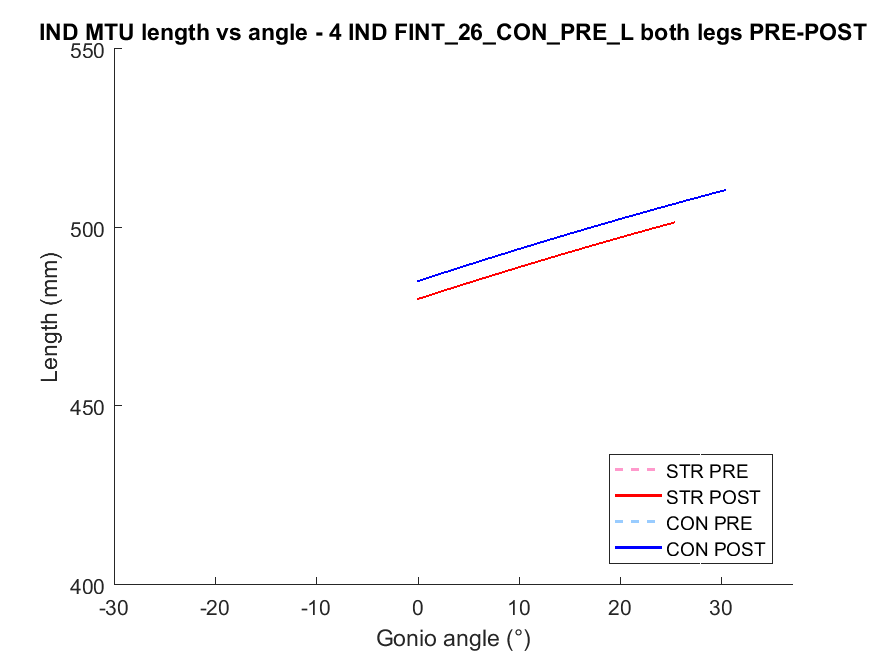 IND MTU length vs angle - 4 IND FINT_26_CON_PRE_L both legs PRE-POST
550
500
450
400
Length (mm)
-30
-20
-10
0
10
20
30
Gonio angle (°)
STR PRE
STR POST
CON PRE
CON POST